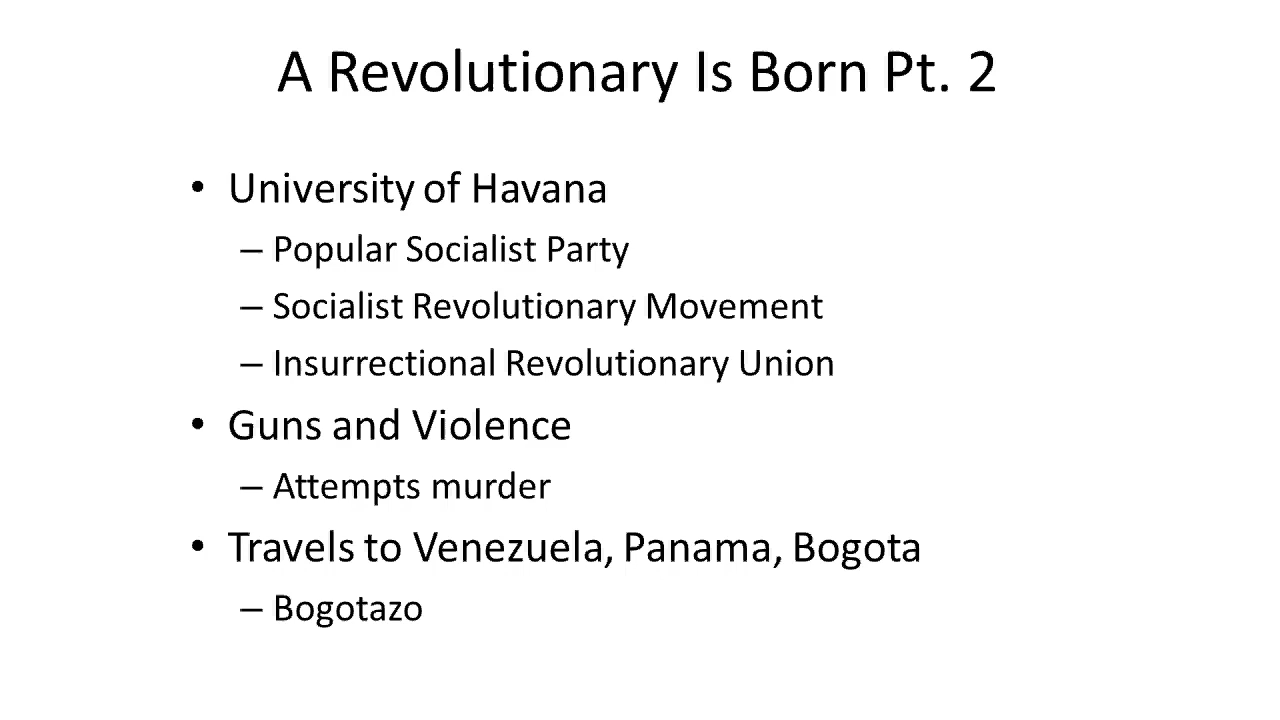 A Revolutionary Is Born Pt. 2
• University of Havana
– Popular Socialist Party
– Socialist Revolutionary Movement
– Insurrectional Revolutionary Union
• Guns and Violence
– Attempts murder
• Travels to Venezuela, Panama, Bogota
– Bogotazo